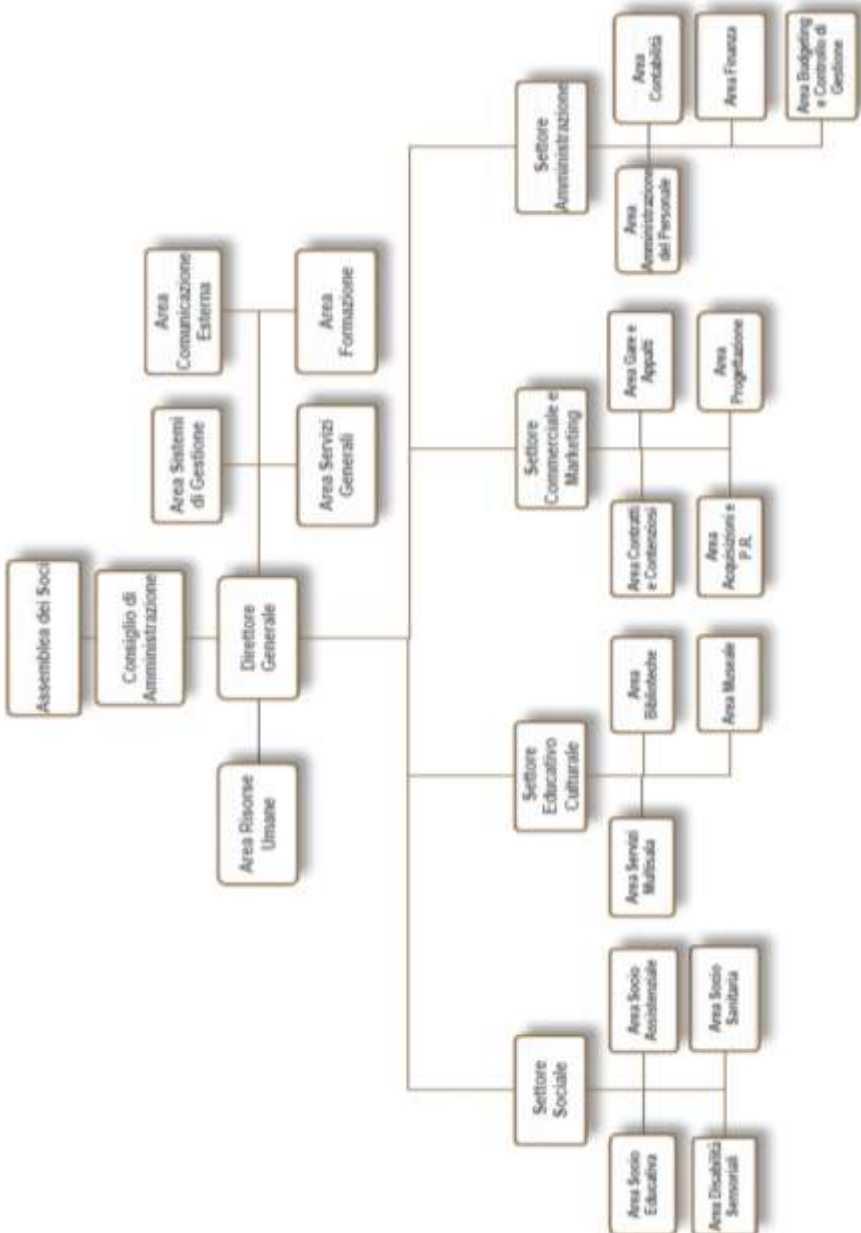 Assemblea dei Soci
Consiglio di
Amministrazione
Direttore
Generale
Area Risorse
Umane
Area Sistemi
di Gestione
Area
Comunicazione
Esterna
Area Servizi
Generali
Area
Formazione
Settore
Sociale
Settore
Educativo
Culturale
Settore
Commerciale e
Marketing
Settore
Amministrazione
Area Socio
Educativa
Area Socio
Assistenziale
Area Disabilità
Sensoriali
Area Socio
Sanitaria
Area Servizi
Multisala
Area
Biblioteche
Area Museale
Area Contratti
e Contenziosi
Area Gare e
Appalti
Area
Acquisizioni e
P.R.
Area
Progettazione
Area
Amministrazione
del Personale
Area
Contabilità
Area Finanza
Area Budgeting
e Controllo di
Gestione